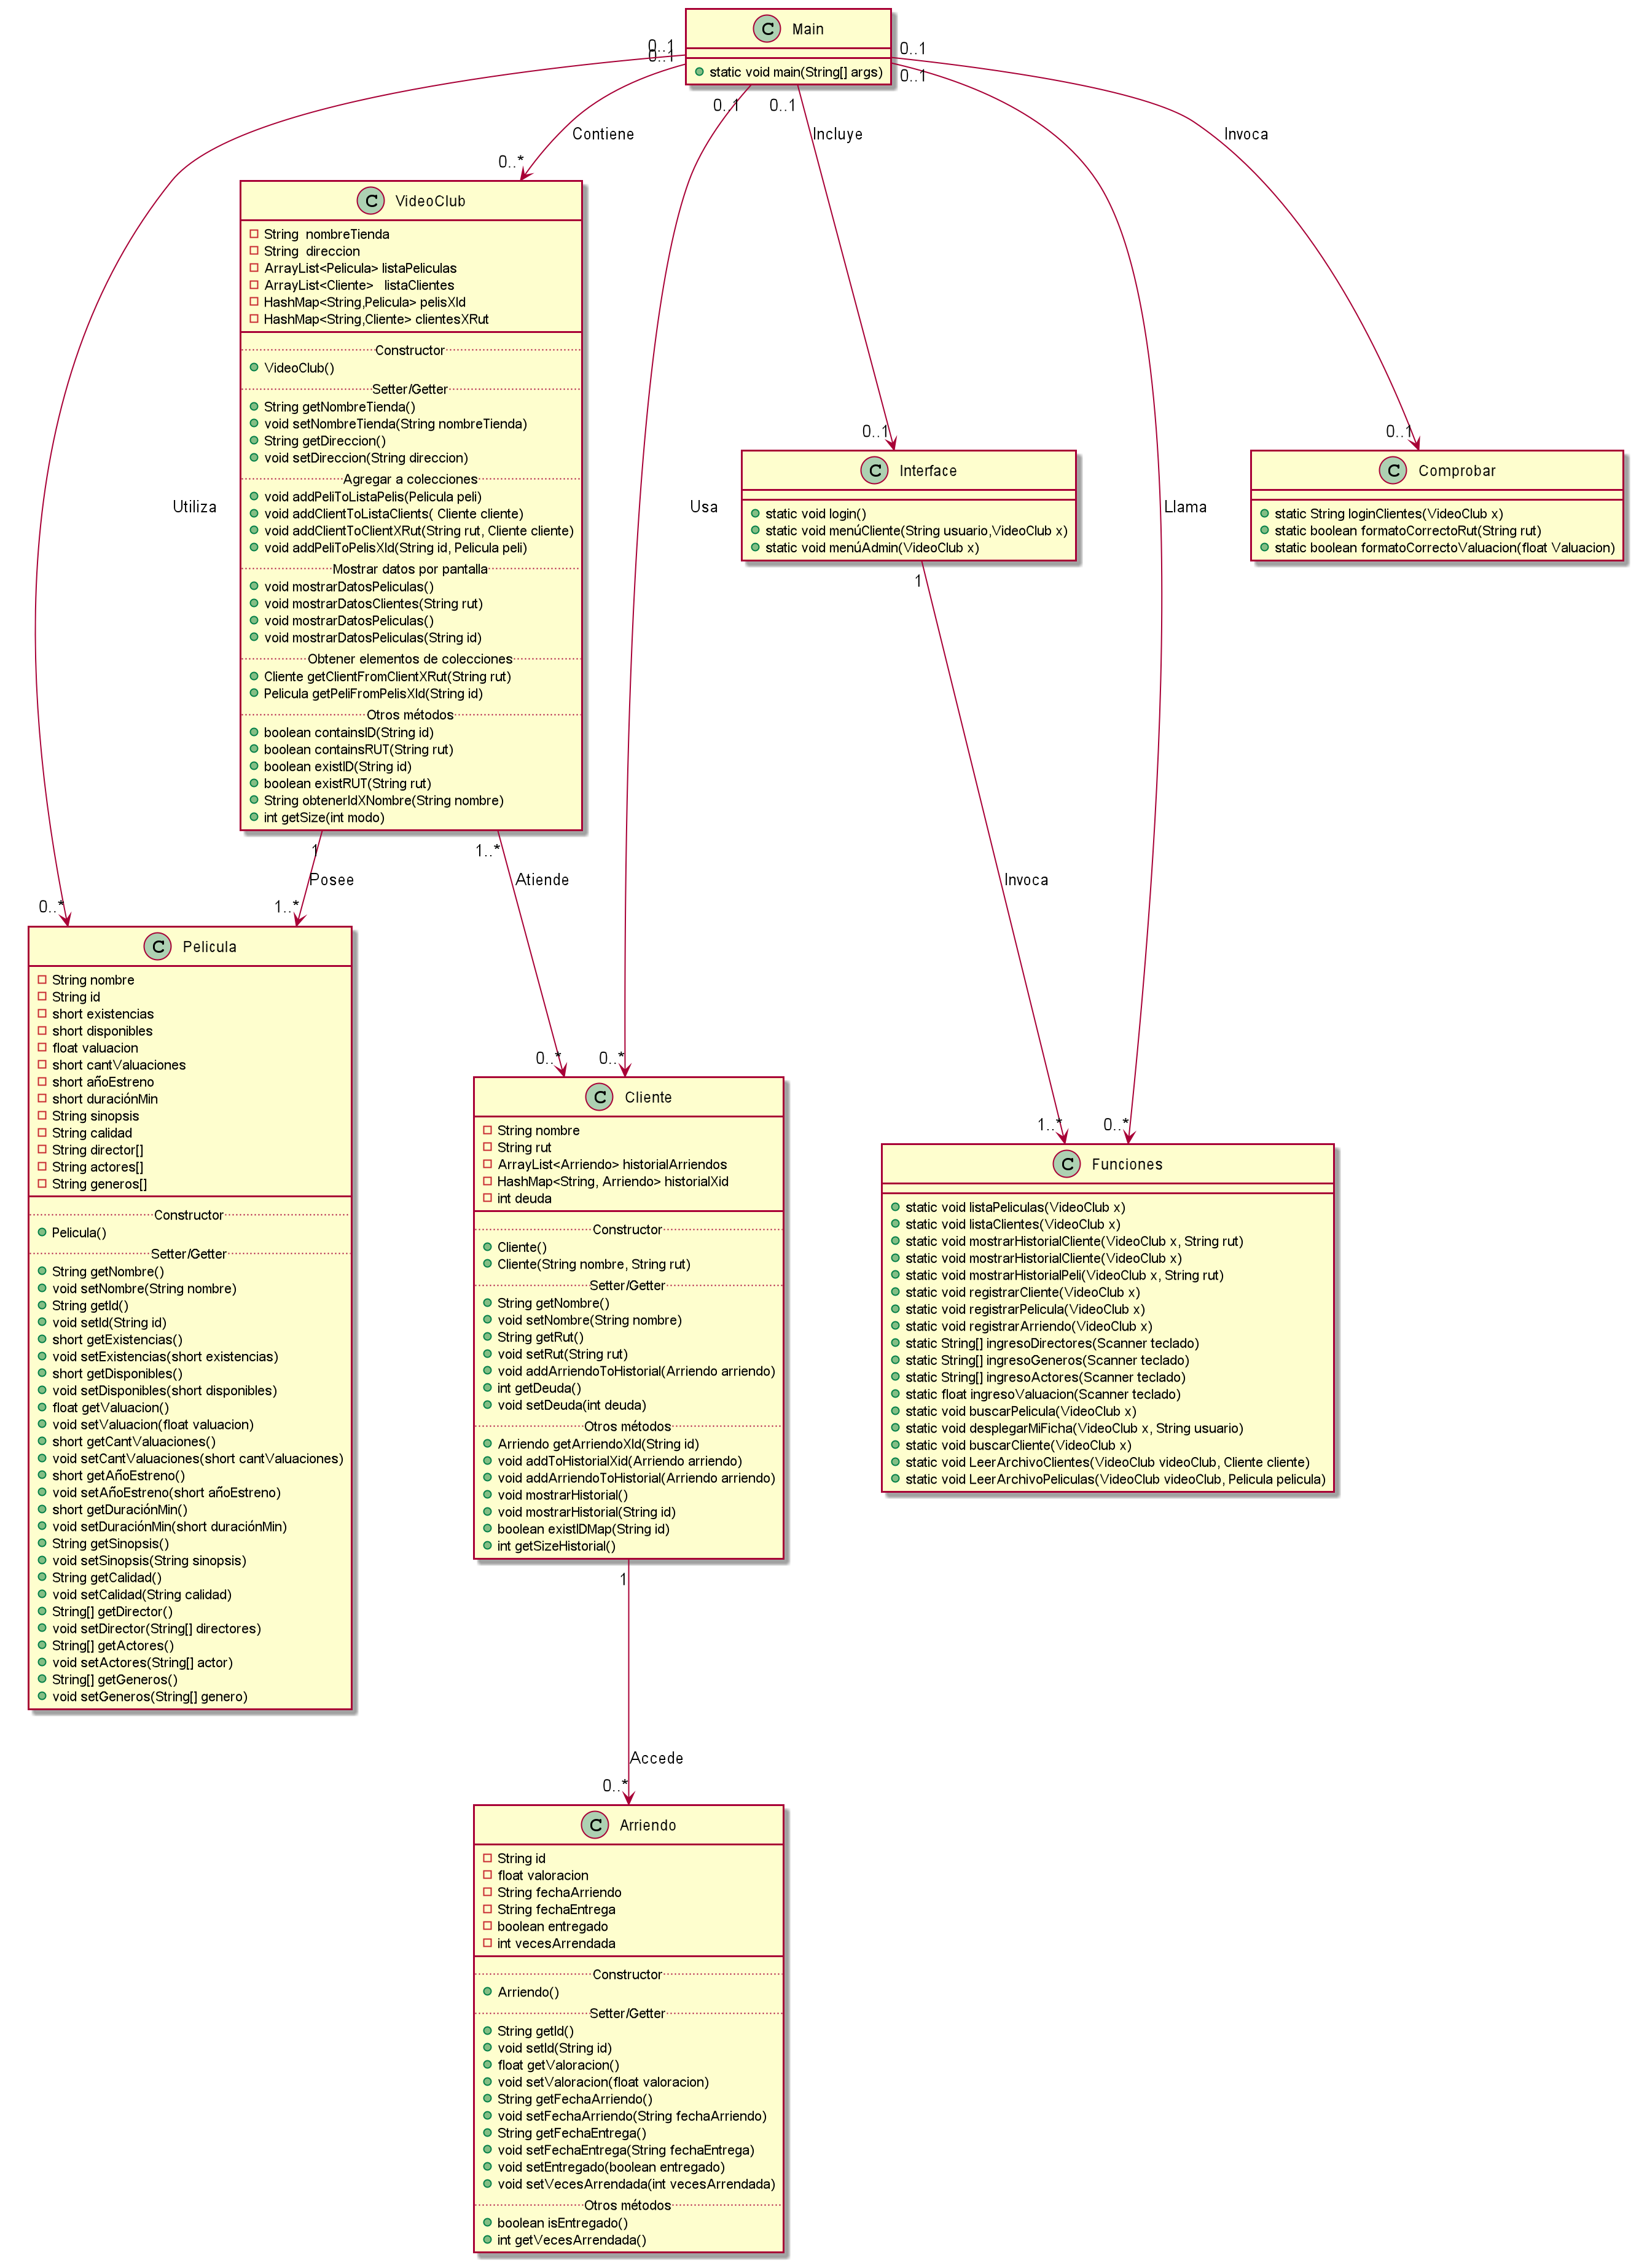 Main
static void main(String[] args)
0..1
0..1
0..1
0..1
0..1
0..1
Contiene
Incluye
Invoca
0..*
VideoClub
String  nombreTienda
String  direccion
ArrayList<Pelicula> listaPeliculas
ArrayList<Cliente>   listaClientes
HashMap<String,Pelicula> pelisXId
HashMap<String,Cliente> clientesXRut
Constructor
VideoClub()
Setter/Getter
String getNombreTienda()
void setNombreTienda(String nombreTienda)
String getDireccion()
void setDireccion(String direccion)
Agregar a colecciones
void addPeliToListaPelis(Pelicula peli)
void addClientToListaClients( Cliente cliente)
void addClientToClientXRut(String rut, Cliente cliente)
void addPeliToPelisXId(String id, Pelicula peli)
Mostrar datos por pantalla
void mostrarDatosPeliculas()
void mostrarDatosClientes(String rut)
void mostrarDatosPeliculas()
void mostrarDatosPeliculas(String id)
Obtener elementos de colecciones
Cliente getClientFromClientXRut(String rut)
Pelicula getPeliFromPelisXId(String id)
Otros métodos
boolean containsID(String id)
boolean containsRUT(String rut)
boolean existID(String id)
boolean existRUT(String rut)
String obtenerIdXNombre(String nombre)
int getSize(int modo)
Utiliza
Usa
Llama
0..1
Interface
static void login()
static void menúCliente(String usuario,VideoClub x)
static void menúAdmin(VideoClub x)
0..1
Comprobar
static String loginClientes(VideoClub x)
static boolean formatoCorrectoRut(String rut)
static boolean formatoCorrectoValuacion(float Valuacion)
1
Invoca
1
Posee
1..*
Atiende
0..*
1..*
Pelicula
String nombre
String id
short existencias
short disponibles
float valuacion
short cantValuaciones
short añoEstreno
short duraciónMin
String sinopsis
String calidad
String director[]
String actores[]
String generos[]
Constructor
Pelicula()
Setter/Getter
String getNombre()
void setNombre(String nombre)
String getId()
void setId(String id)
short getExistencias()
void setExistencias(short existencias)
short getDisponibles()
void setDisponibles(short disponibles)
float getValuacion()
void setValuacion(float valuacion)
short getCantValuaciones()
void setCantValuaciones(short cantValuaciones)
short getAñoEstreno()
void setAñoEstreno(short añoEstreno)
short getDuraciónMin()
void setDuraciónMin(short duraciónMin)
String getSinopsis()
void setSinopsis(String sinopsis)
String getCalidad()
void setCalidad(String calidad)
String[] getDirector()
void setDirector(String[] directores)
String[] getActores()
void setActores(String[] actor)
String[] getGeneros()
void setGeneros(String[] genero)
0..*
0..*
Cliente
String nombre
String rut
ArrayList<Arriendo> historialArriendos
HashMap<String, Arriendo> historialXid
int deuda
Constructor
Cliente()
Cliente(String nombre, String rut)
Setter/Getter
String getNombre()
void setNombre(String nombre)
String getRut()
void setRut(String rut)
void addArriendoToHistorial(Arriendo arriendo)
int getDeuda()
void setDeuda(int deuda)
Otros métodos
Arriendo getArriendoXId(String id)
void addToHistorialXid(Arriendo arriendo)
void addArriendoToHistorial(Arriendo arriendo)
void mostrarHistorial()
void mostrarHistorial(String id)
boolean existIDMap(String id)
int getSizeHistorial()
1..*
0..*
Funciones
static void listaPeliculas(VideoClub x)
static void listaClientes(VideoClub x)
static void mostrarHistorialCliente(VideoClub x, String rut)
static void mostrarHistorialCliente(VideoClub x)
static void mostrarHistorialPeli(VideoClub x, String rut)
static void registrarCliente(VideoClub x)
static void registrarPelicula(VideoClub x)
static void registrarArriendo(VideoClub x)
static String[] ingresoDirectores(Scanner teclado)
static String[] ingresoGeneros(Scanner teclado)
static String[] ingresoActores(Scanner teclado)
static float ingresoValuacion(Scanner teclado)
static void buscarPelicula(VideoClub x)
static void desplegarMiFicha(VideoClub x, String usuario)
static void buscarCliente(VideoClub x)
static void LeerArchivoClientes(VideoClub videoClub, Cliente cliente)
static void LeerArchivoPeliculas(VideoClub videoClub, Pelicula pelicula)
1
Accede
0..*
Arriendo
String id
float valoracion
String fechaArriendo
String fechaEntrega
boolean entregado
int vecesArrendada
Constructor
Arriendo()
Setter/Getter
String getId()
void setId(String id)
float getValoracion()
void setValoracion(float valoracion)
String getFechaArriendo()
void setFechaArriendo(String fechaArriendo)
String getFechaEntrega()
void setFechaEntrega(String fechaEntrega)
void setEntregado(boolean entregado)
void setVecesArrendada(int vecesArrendada)
Otros métodos
boolean isEntregado()
int getVecesArrendada()